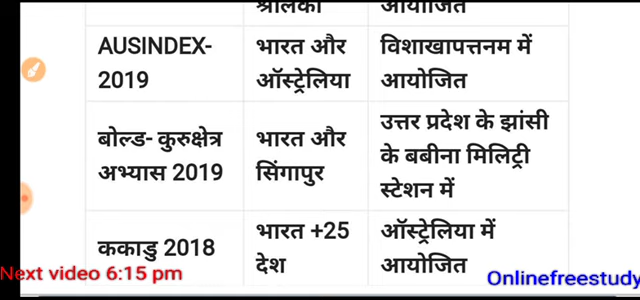 श्रीलंका आयोजित
AUSINDEX- भारत और विशाखापत्तनम में
2019 ऑस्ट्रेलिया आयोजित
बोल्ड- कुरुक्षेत्र भारत और उत्तर प्रदेश के झांसी
अभ्यास 2019 सिंगापुर के बबीना मिलिट्री
स्टेशन में
ककाडु 2018 भारत +25 ऑस्ट्रेलिया में
देश आयोजित
Next video 6:15 pm
Onlinefreestudy